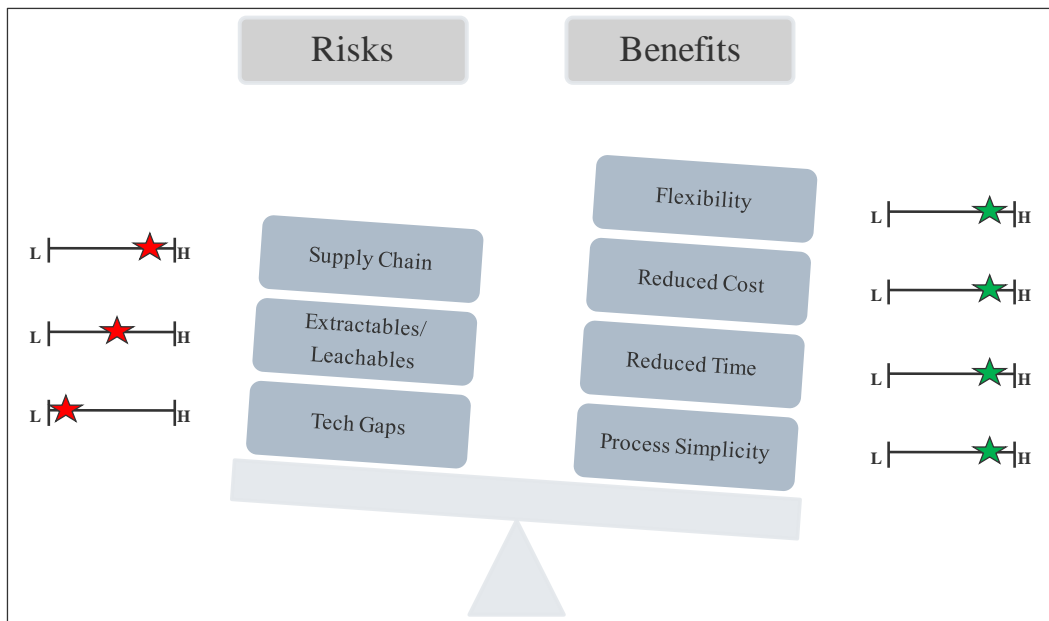 Risks
Benefits
Flexibility
L H
Supply Chain
L H
Reduced Cost
L H
Extractables/
Leachables
L H
Reduced Time
L H
Tech Gaps
L H
Process Simplicity
L H